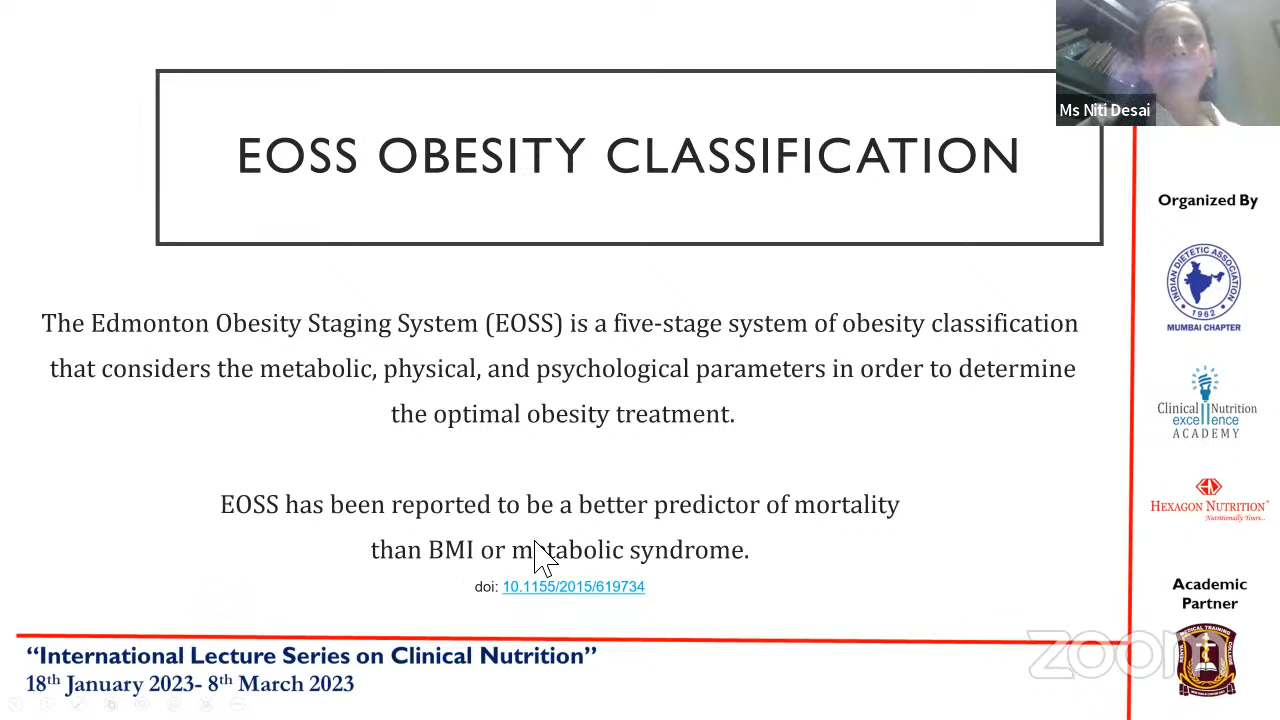 Ms Niti Desai
EOSS OBESITY CLASSIFICATION
The Edmonton Obesity Staging System (EOSS) is a five-stage system of obesity classification
that considers the metabolic, physical, and psychological parameters in order to determine
the optimal obesity treatment.
EOSS has been reported to be a better predictor of mortality
than BMI or metabolic syndrome.
doi: 10.1155/2015/619734
Organized By
INDIAN DIETETIC ASSOCIATION
1962
MUMBAI CHAPTER
Clinical Nutrition
excellence
ACADEMY
HEXAGON NUTRITION®
Nutritionally Yours...
Academic
Partner
“International Lecture Series on Clinical Nutrition”
18th January 2023- 8th March 2023
zoom